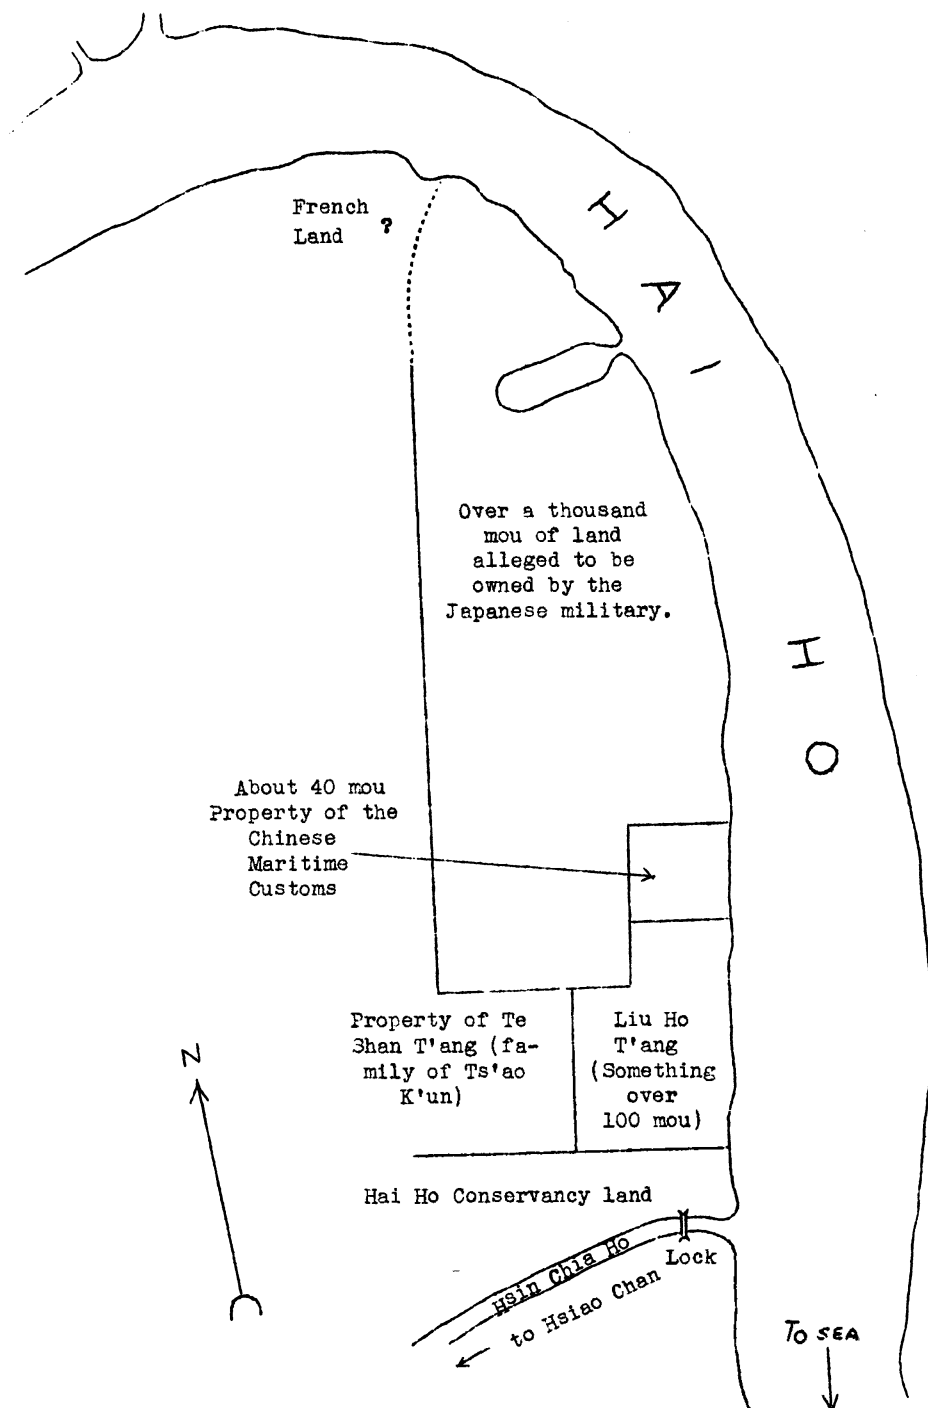 French
Land ?
H
A
I
H
O
Over a thousand
mou of land
alleged to be
owned by the
Japanese military.
About 40 mou
Property of the
Chinese
Maritime
Customs
Property of Te
Shan T'ang (fa-
mily of Ts'ao
K'un)
Liu Ho
T'ang
(Something
over
100 mou)
N
Hai Ho Conservancy land
Hsin Chia Ho
Lock
to Hsiao Chan
To SEA